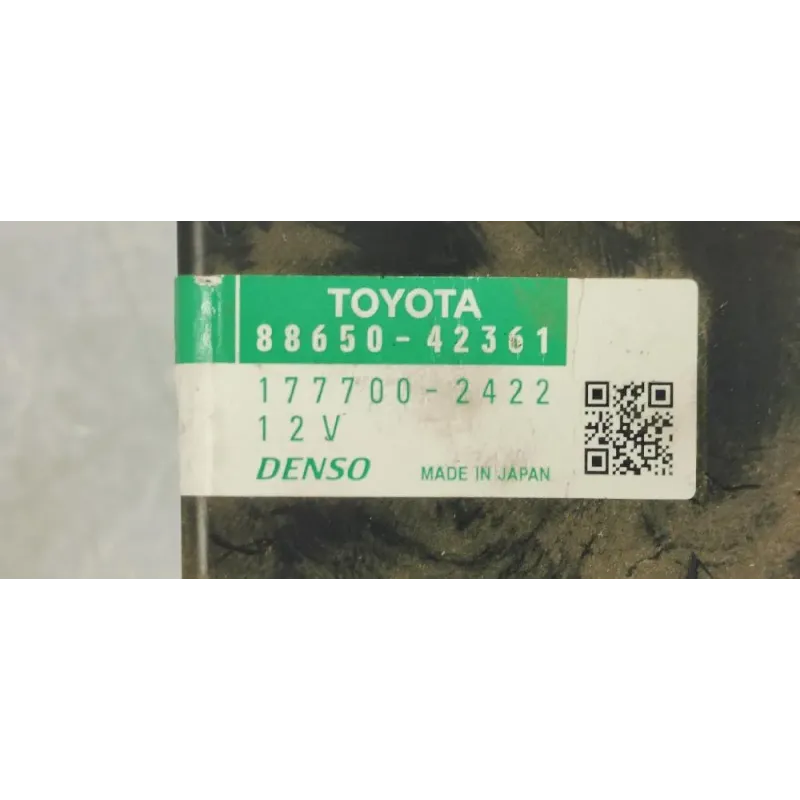 TOYOTA
88650-42361
177700-2422
12V
DENSO MADE IN JAPAN